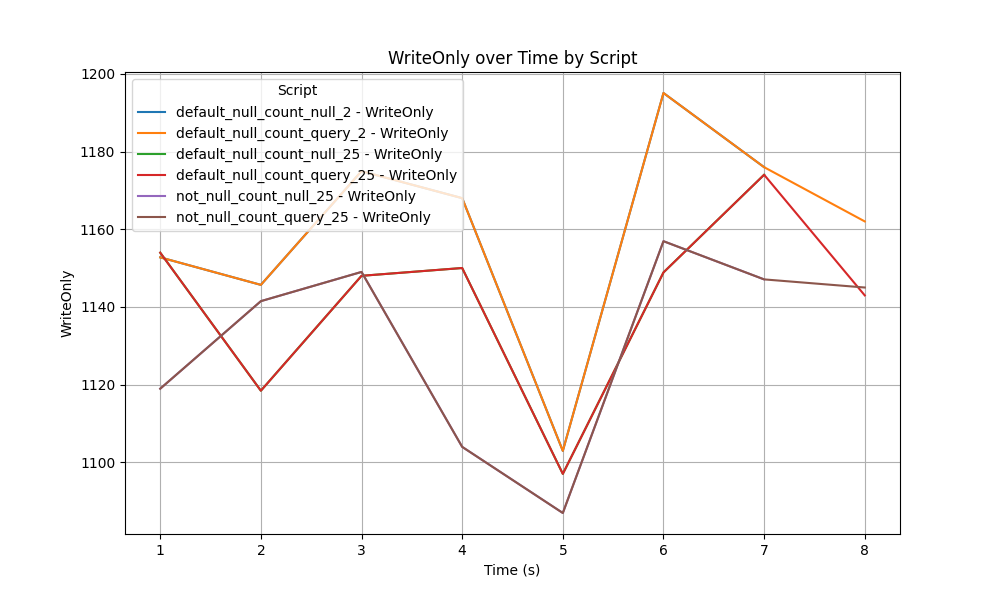 WriteOnly over Time by Script
Script
default_null_count_null_2 - WriteOnly
default_null_count_query_2 - WriteOnly
default_null_count_null_25 - WriteOnly
default_null_count_query_25 - WriteOnly
not_null_count_null_25 - WriteOnly
not_null_count_query_25 - WriteOnly
WriteOnly
1200
1180
1160
1140
1120
1100
1 2 3 4 5 6 7 8
Time (s)